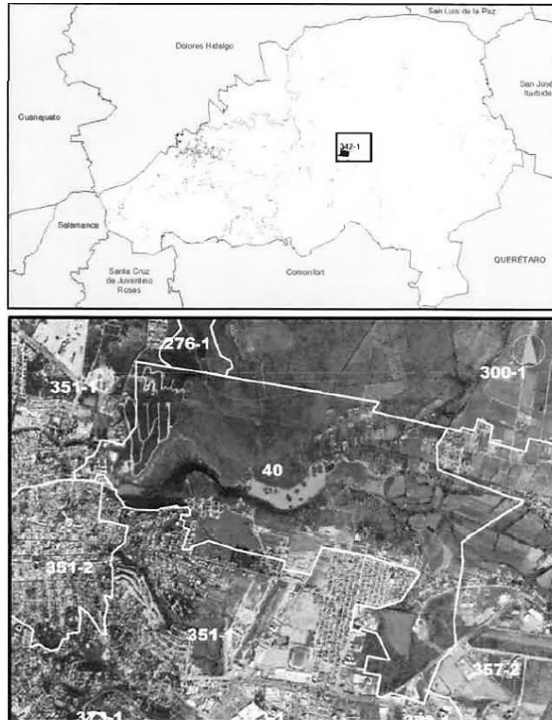 San Luis de la Paz
Dolores Hidalgo
San José
Iturbide
Guanajuato
342-1
Salamanca
Santa Cruz
de Juventino
Rosas
Comonfort
QUERÉTARO
276-1
351-1
300-1
40
351-2
351-1
357-2